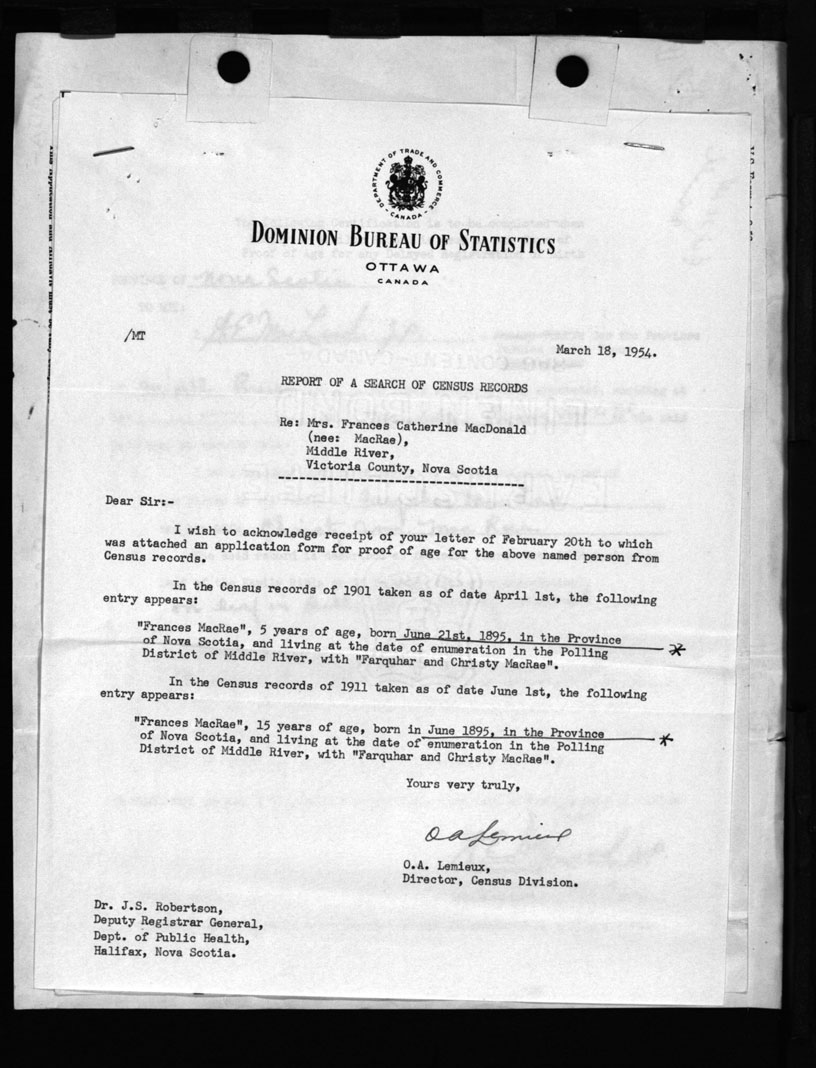 DEPARTMENT OF TRADE AND COMMERCE
- CANADA -
DOMINION BUREAU OF STATISTICS
OTTAWA
CANADA
/MT
March 18, 1954.
REPORT OF A SEARCH OF CENSUS RECORDS
Re: Mrs. Frances Catherine MacDonald
(nee: MacRae),
Middle River,
Victoria County, Nova Scotia
Dear Sir:-
I wish to acknowledge receipt of your letter of February 20th to which
was attached an application form for proof of age for the above named person from
Census records.
In the Census records of 1901 taken as of date April 1st, the following
entry appears:
"Frances MacRae", 5 years of age, born June 21st, 1895, in the Province
of Nova Scotia, and living at the date of enumeration in the Polling
District of Middle River, with "Farquhar and Christy MacRae".
In the Census records of 1911 taken as of date June 1st, the following
entry appears:
"Frances MacRae", 15 years of age, born in June 1895, in the Province
of Nova Scotia, and living at the date of enumeration in the Polling
District of Middle River, with "Farquhar and Christy MacRae".
Yours very truly,
O A Lemieux
O.A. Lemieux,
Director, Census Division.
Dr. J.S. Robertson,
Deputy Registrar General,
Dept. of Public Health,
Halifax, Nova Scotia.